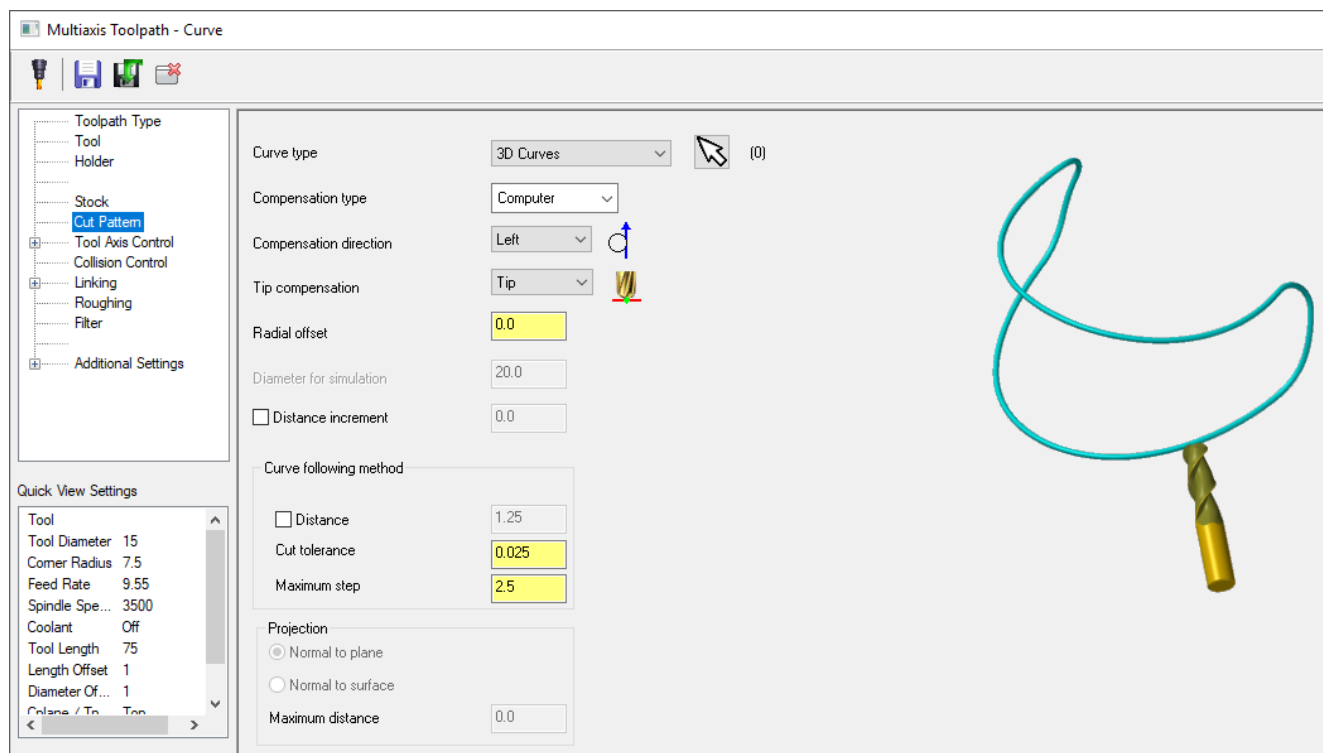 Multiaxis Toolpath - Curve
Toolpath Type
Tool
Holder
Stock
Cut Pattern
Tool Axis Control
Collision Control
Linking
Roughing
Filter
Additional Settings
Quick View Settings
Tool
Tool Diameter 15
Corner Radius 7.5
Feed Rate 9.55
Spindle Spe... 3500
Coolant Off
Tool Length 75
Length Offset 1
Diameter Of... 1
Cplane / Tp... Top
Curve type 3D Curves (0)
Compensation type Computer
Compensation direction Left
Tip compensation Tip
Radial offset 0.0
Diameter for simulation 20.0
Distance increment 0.0
Curve following method
Distance 1.25
Cut tolerance 0.025
Maximum step 2.5
Projection
Normal to plane
Normal to surface
Maximum distance 0.0